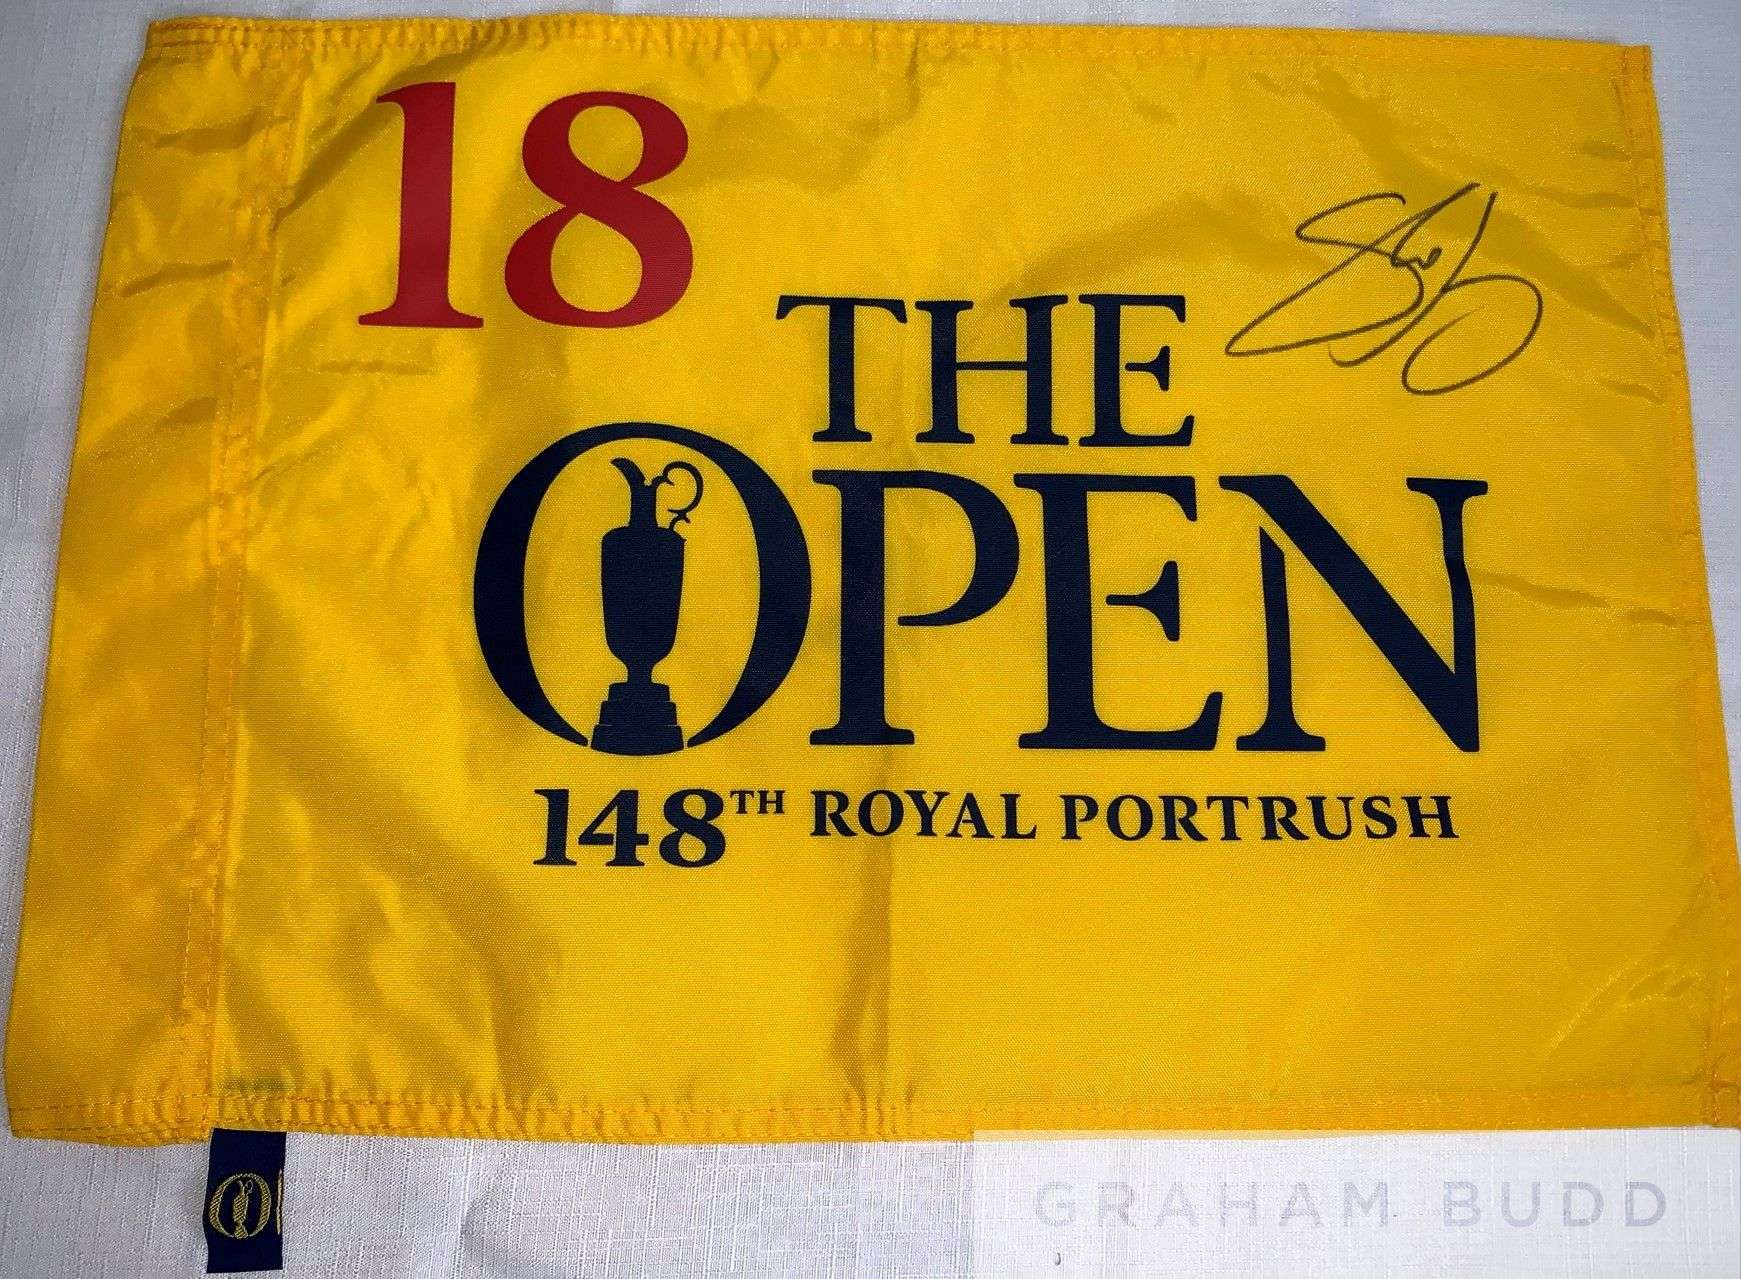 18
THE
OPEN
148TH ROYAL PORTRUSH
GRAHAM BUDD